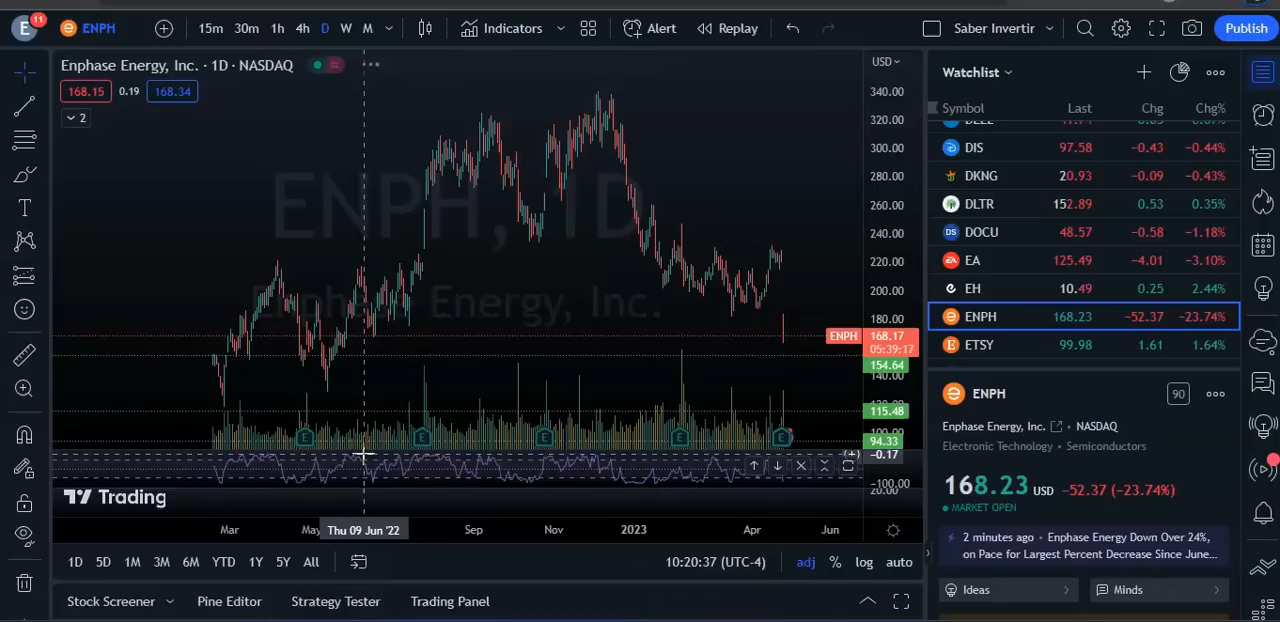 E 11 ENPH 15m 30m 1h 4h D W M Indicators Alert Replay Saber Invertir Publish
Enphase Energy, Inc. · 1D · NASDAQ
168.15 0.19 168.34
2
ENPH, 1D
Enphase Energy, Inc.
USD
340.00
320.00
300.00
280.00
260.00
240.00
220.00
200.00
180.00
ENPH 168.17
05:39:17
154.64
140.00
115.48
100.00
94.33
−0.17
−100.00
20.00
E E E E E
Trading
Mar May Thu 09 Jun '22 Sep Nov 2023 Apr Jun
1D 5D 1M 3M 6M YTD 1Y 5Y All 10:20:37 (UTC-4) adj % log auto
Stock Screener Pine Editor Strategy Tester Trading Panel
Watchlist
Symbol Last Chg Chg%
DIS 97.58 −0.43 −0.44%
DKNG 20.93 −0.09 −0.43%
DLTR 152.89 0.53 0.35%
DOCU 48.57 −0.58 −1.18%
EA 125.49 −4.01 −3.10%
EH 10.49 0.25 2.44%
ENPH 168.23 −52.37 −23.74%
ETSY 99.98 1.61 1.64%
ENPH 90
Enphase Energy, Inc. • NASDAQ
Electronic Technology • Semiconductors
168.23 USD −52.37 (−23.74%)
MARKET OPEN
2 minutes ago • Enphase Energy Down Over 24%,
on Pace for Largest Percent Decrease Since June...
Ideas Minds